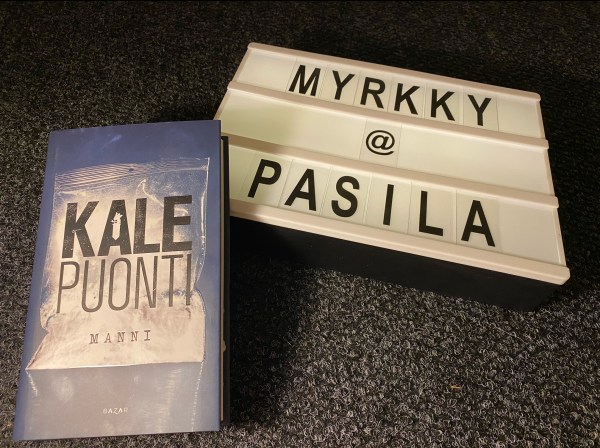 KALE
PUONTI
MANNI
BAZAR
MYRKKY
@
PASILA